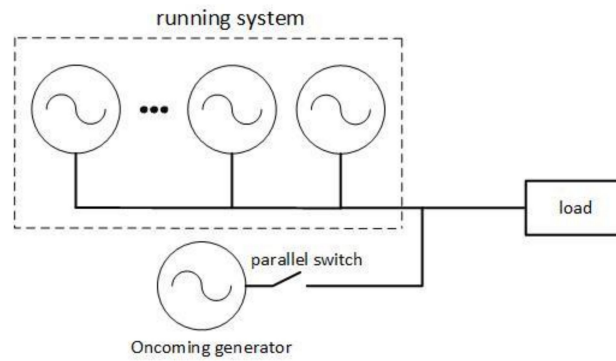 running system
load
parallel switch
Oncoming generator